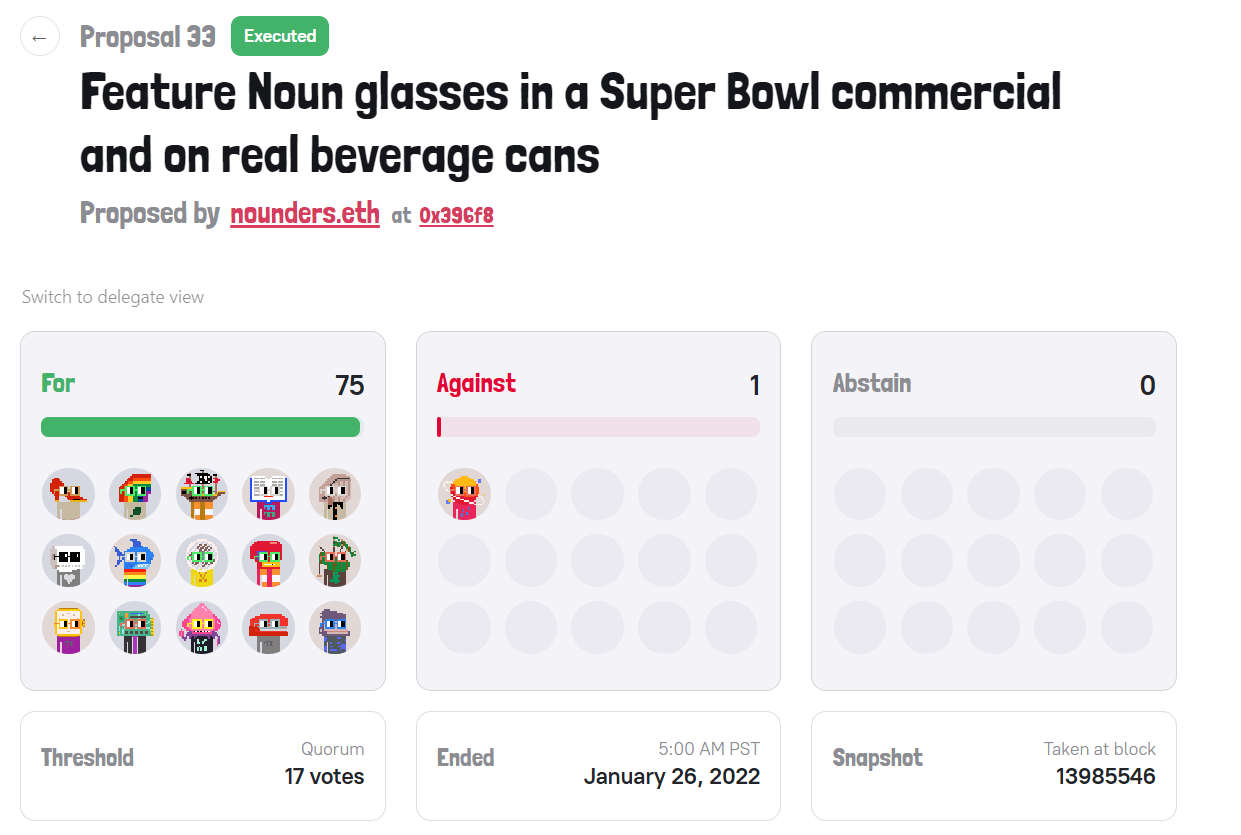 ←
Proposal 33
Executed
Feature Noun glasses in a Super Bowl commercial
and on real beverage cans
Proposed by nounders.eth at 0x396f8
Switch to delegate view
For 75
Against 1
Abstain 0
Threshold
Quorum
17 votes
Ended
5:00 AM PST
January 26, 2022
Snapshot
Taken at block
13985546